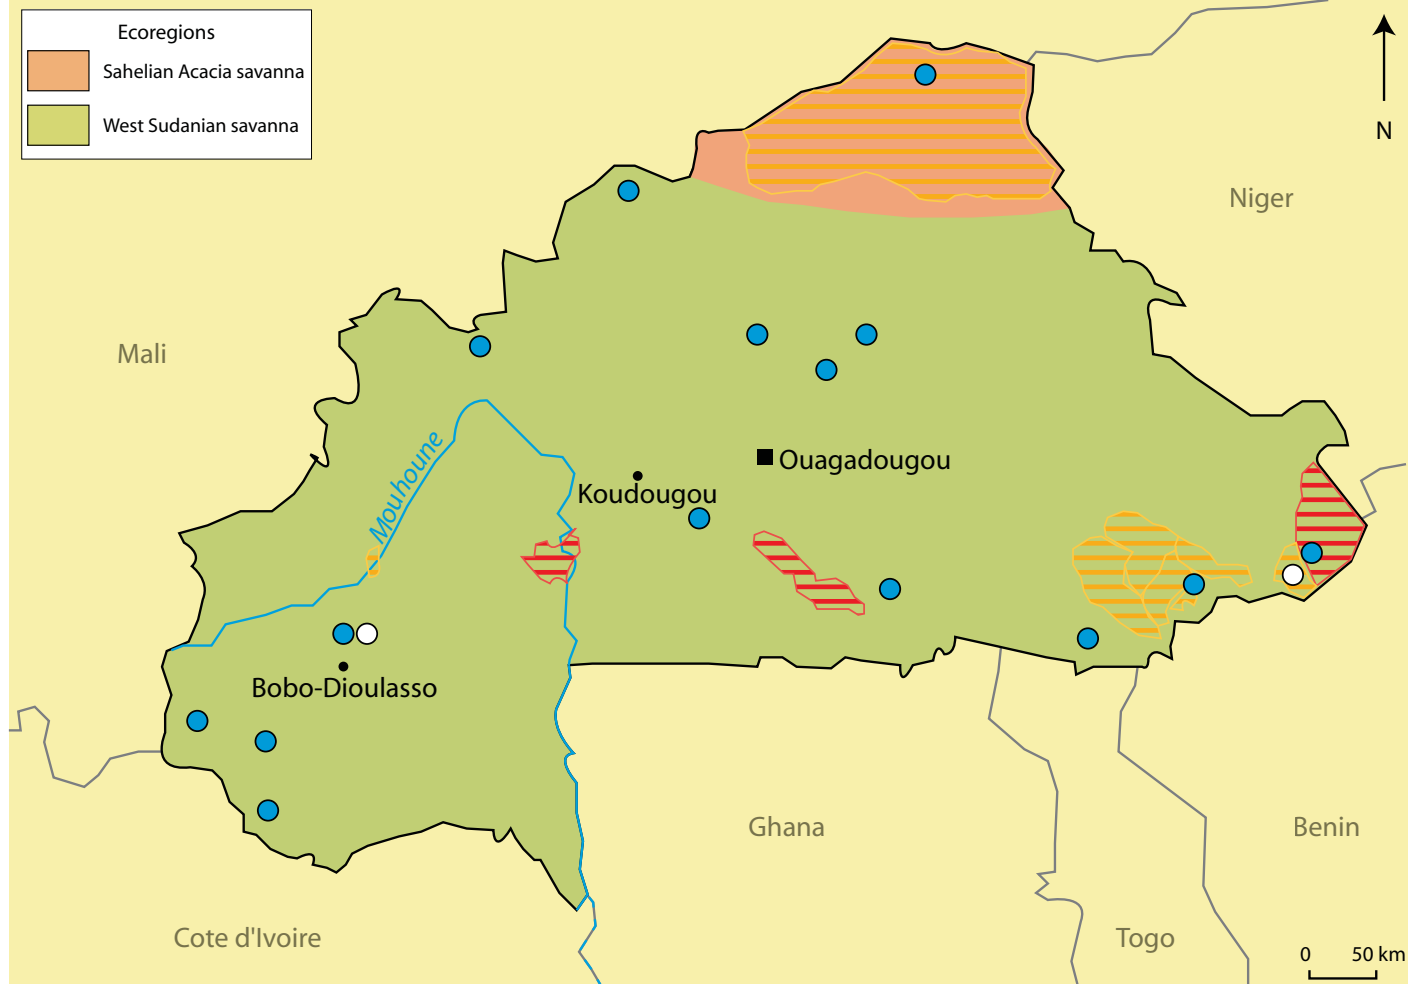 Ecoregions
Sahelian Acacia savanna
West Sudanian savanna
N
Niger
Mali
Mouhoune
Ouagadougou
Koudougou
Bobo-Dioulasso
Ghana
Benin
Cote d'Ivoire
Togo
0 50 km